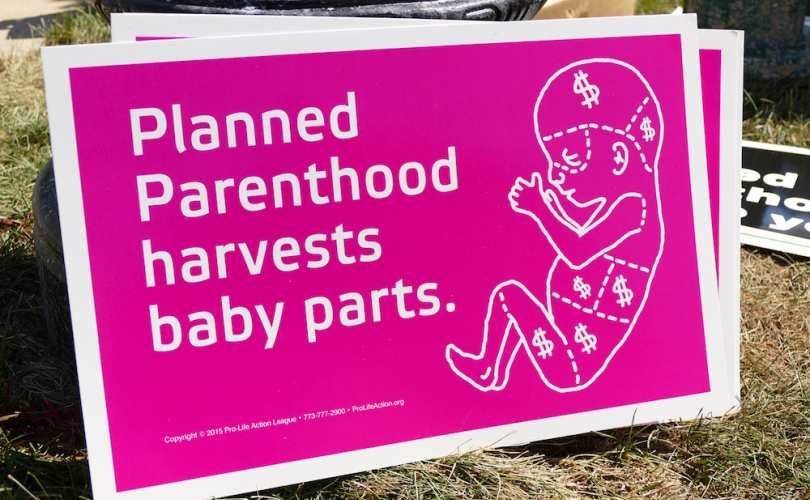 Planned
Parenthood
harvests
baby parts.
$
$
$
$
$
$
Copyright © 2015 Pro-Life Action League • 773-777-2900 • ProLifeAction.org